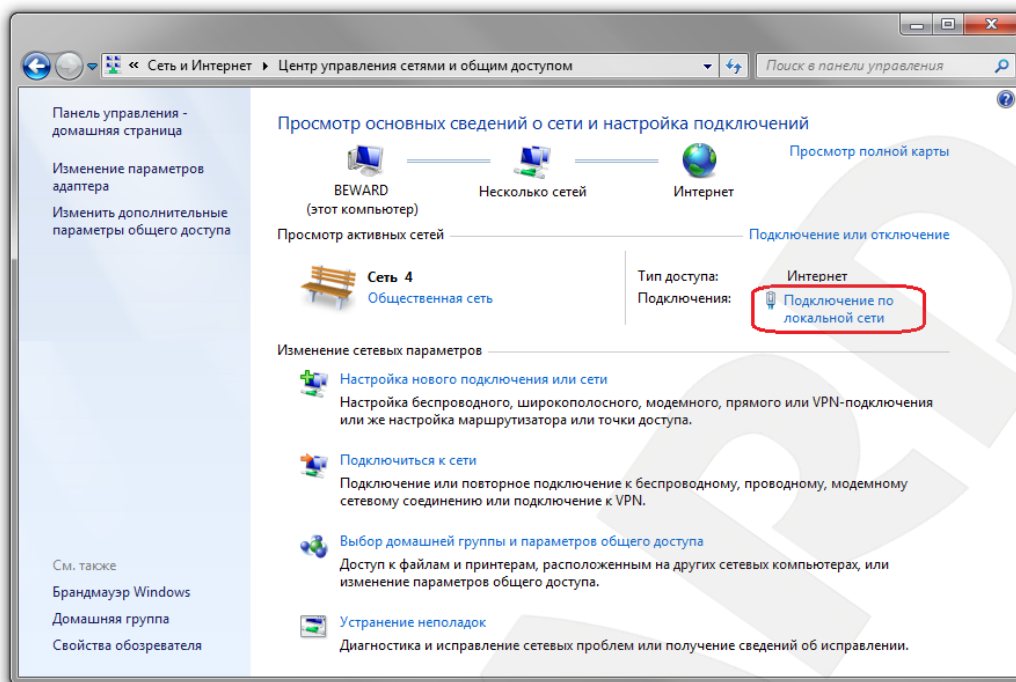 « Сеть и Интернет ▸ Центр управления сетями и общим доступом
Поиск в панели управления
Панель управления -
домашняя страница
Изменение параметров
адаптера
Изменить дополнительные
параметры общего доступа
См. также
Брандмауэр Windows
Домашняя группа
Свойства обозревателя
Просмотр основных сведений о сети и настройка подключений
Просмотр полной карты
BEWARD
(этот компьютер)
Несколько сетей
Интернет
Просмотр активных сетей
Подключение или отключение
Сеть 4
Общественная сеть
Тип доступа: Интернет
Подключения: Подключение по
локальной сети
Изменение сетевых параметров
Настройка нового подключения или сети
Настройка беспроводного, широкополосного, модемного, прямого или VPN-подключения
или же настройка маршрутизатора или точки доступа.
Подключиться к сети
Подключение или повторное подключение к беспроводному, проводному, модемному
сетевому соединению или подключение к VPN.
Выбор домашней группы и параметров общего доступа
Доступ к файлам и принтерам, расположенным на других сетевых компьютерах, или
изменение параметров общего доступа.
Устранение неполадок
Диагностика и исправление сетевых проблем или получение сведений об исправлении.